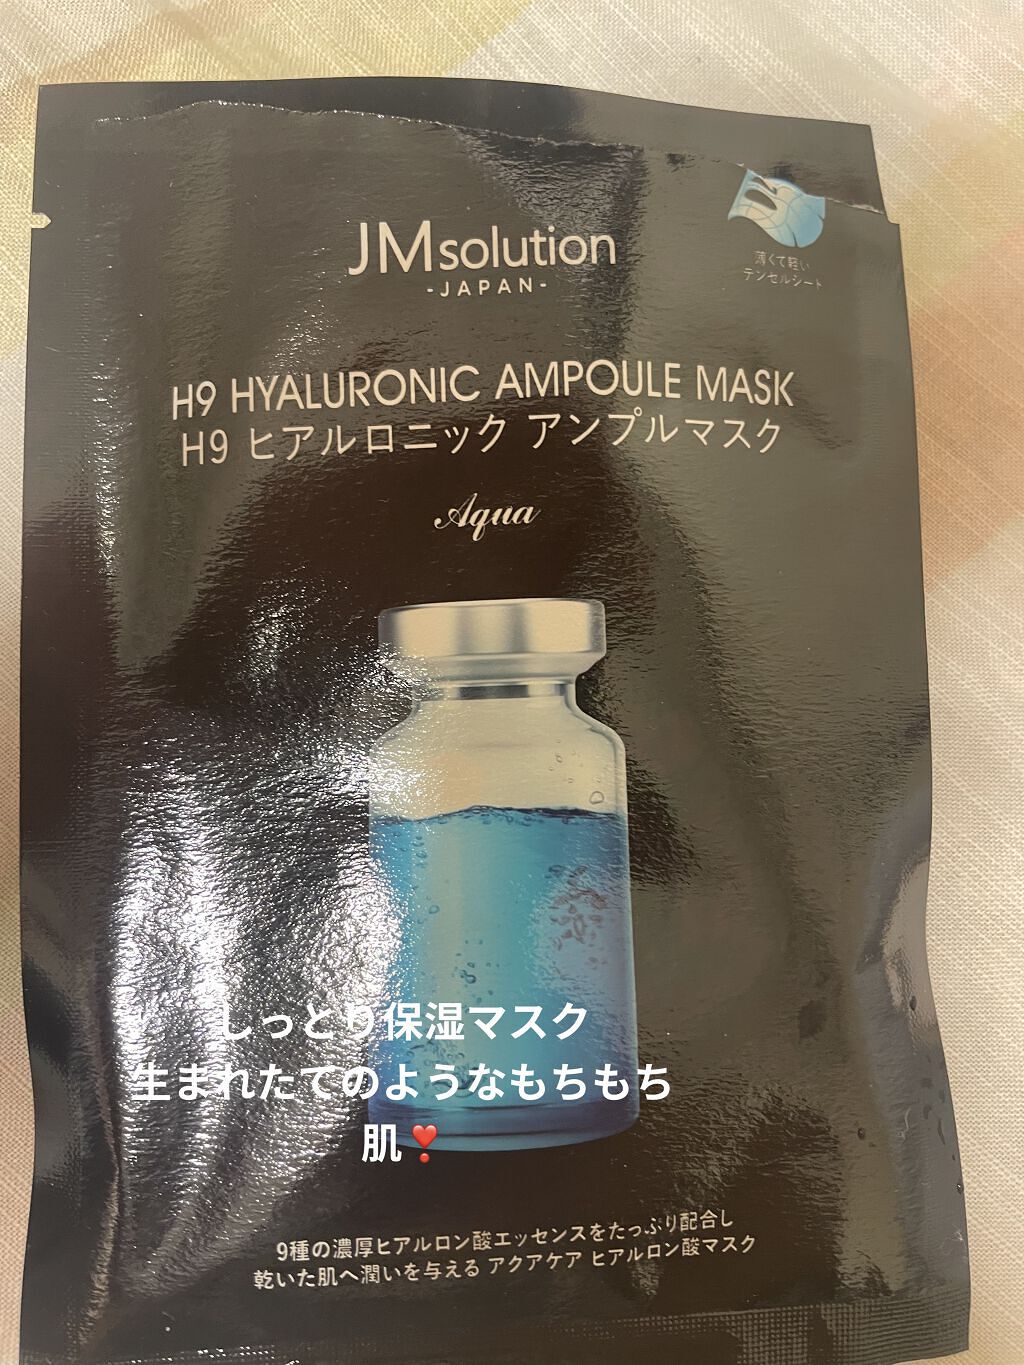 薄くて軽い
テンセルシート
JMsolution
-JAPAN-
H9 HYALURONIC AMPOULE MASK
H9 ヒアルロニック アンプルマスク
Aqua
しっとり保湿マスク
生まれたてのようなもちもち
肌❣️
9種の濃厚ヒアルロン酸エッセンスをたっぷり配合し
乾いた肌へ潤いを与える アクアケア ヒアルロン酸マスク